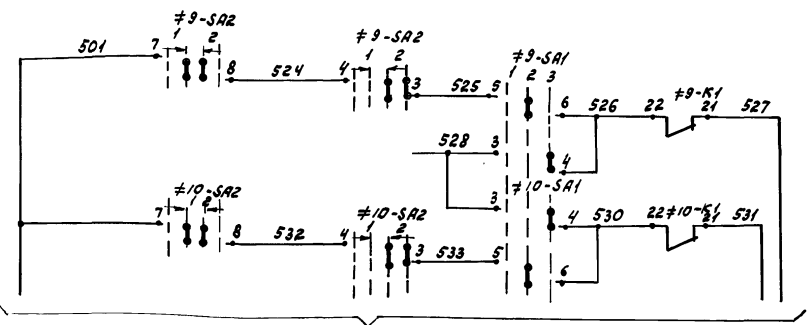 ≠9-SA2
1 2
501 7
8 524 4
≠9-SA2
1 2
3 525 5
≠9-SA1
1 2 3
6 526 22
≠9-K1
21 527
528 3
4
3
≠10-SA1
≠10-SA2
1 2
7
8 532 4
≠10-SA2
1 2
3 533 5
4 530 22
≠10-K1
21 531
6